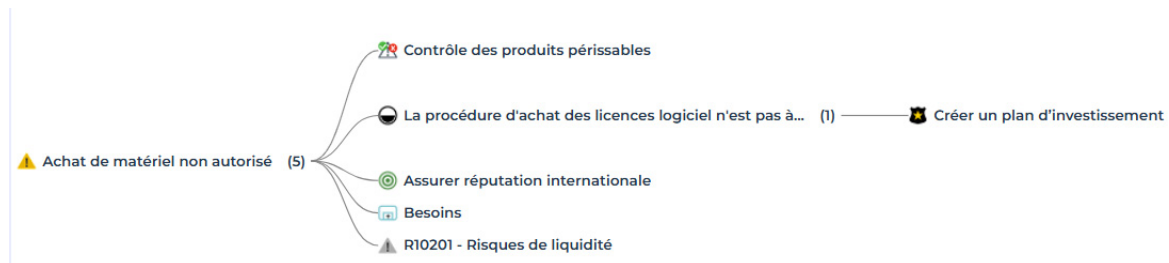 Contrôle des produits périssables
La procédure d'achat des licences logiciel n'est pas à... (1)
Créer un plan d’investissement
Achat de matériel non autorisé (5)
Assurer réputation internationale
Besoins
R10201 - Risques de liquidité